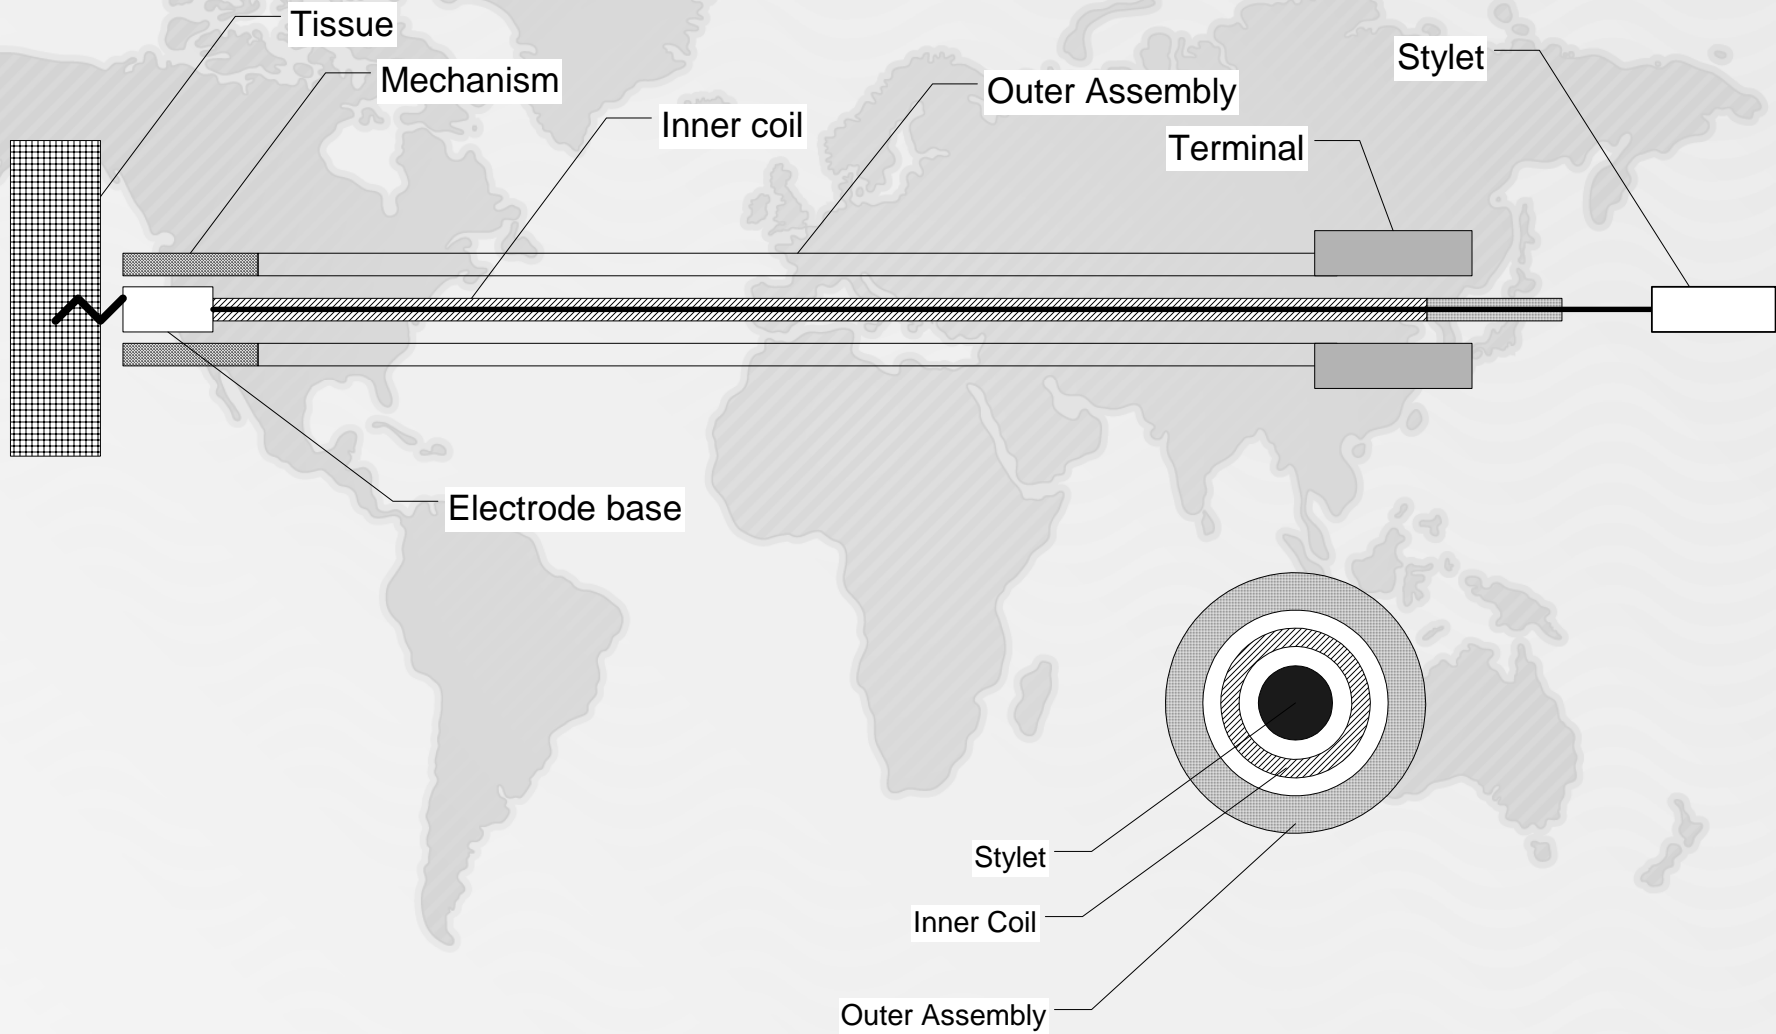 Tissue
Mechanism
Inner coil
Outer Assembly
Stylet
Terminal
Electrode base
Stylet
Inner Coil
Outer Assembly